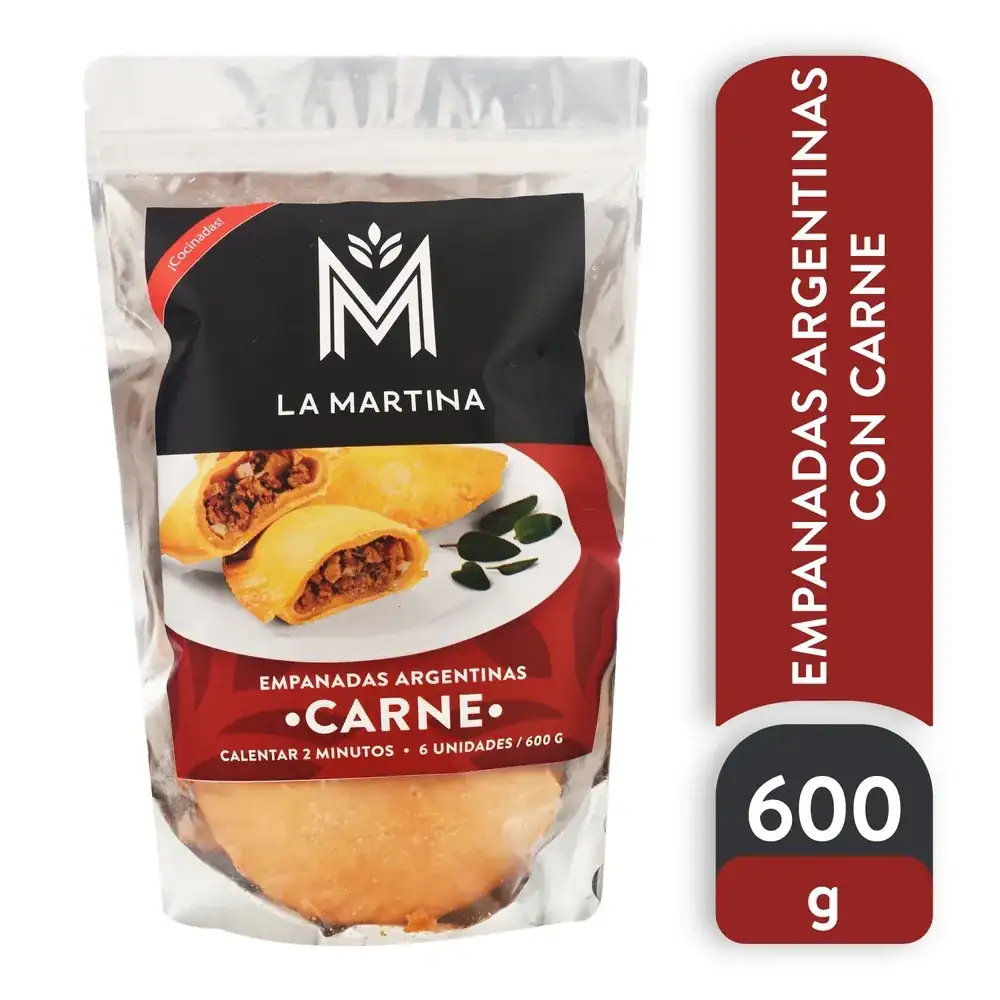 ¡Cocinadas!
M
LA MARTINA
EMPANADAS ARGENTINAS
•CARNE•
CALENTAR 2 MINUTOS • 6 UNIDADES / 600 G
EMPANADAS ARGENTINAS
CON CARNE
600
g